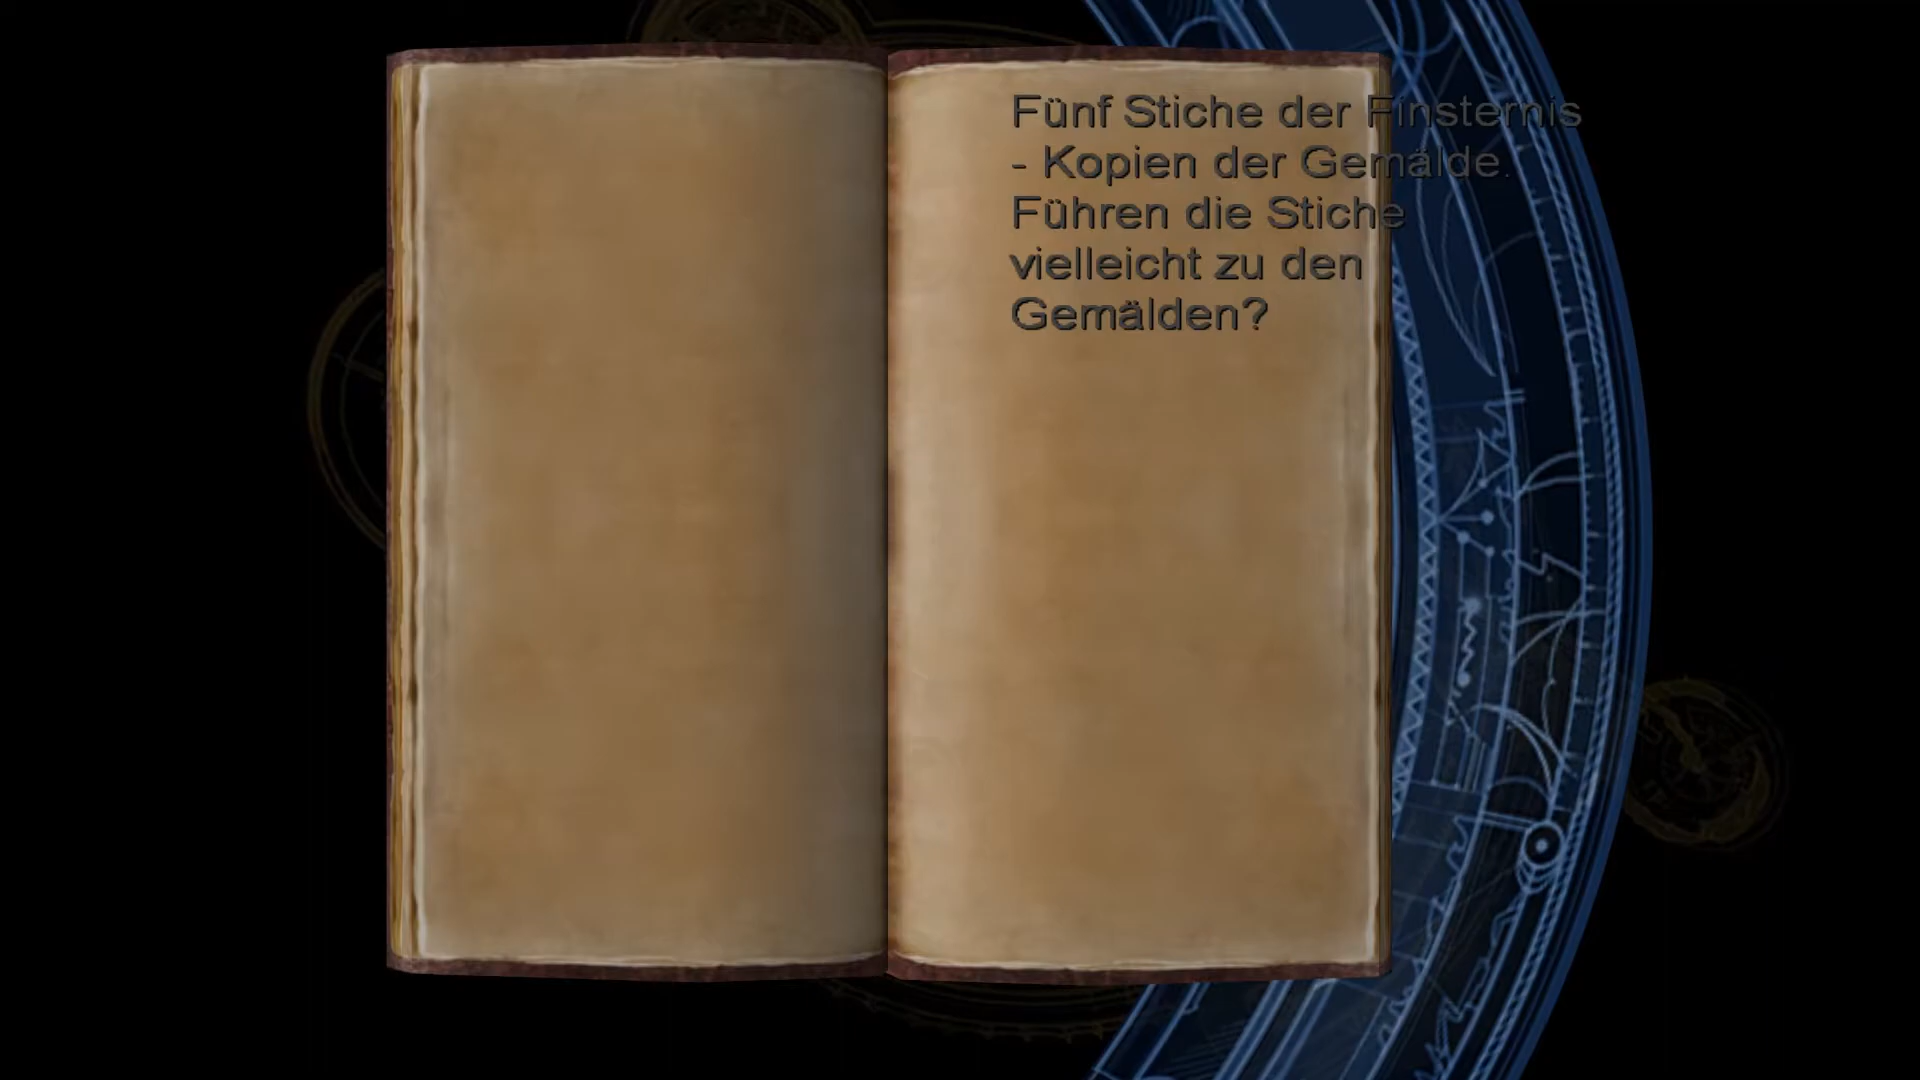 Fünf Stiche der Finsternis
- Kopien der Gemälde.
Führen die Stiche
vielleicht zu den
Gemälden?